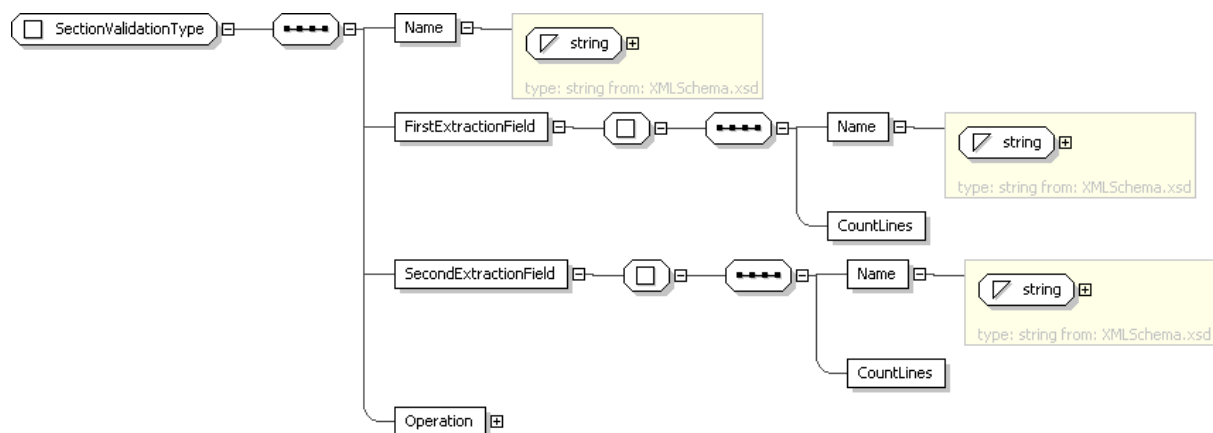 SectionValidationType
Name
string
type: string from: XMLSchema.xsd
FirstExtractionField
Name
string
type: string from: XMLSchema.xsd
CountLines
SecondExtractionField
Name
string
type: string from: XMLSchema.xsd
CountLines
Operation